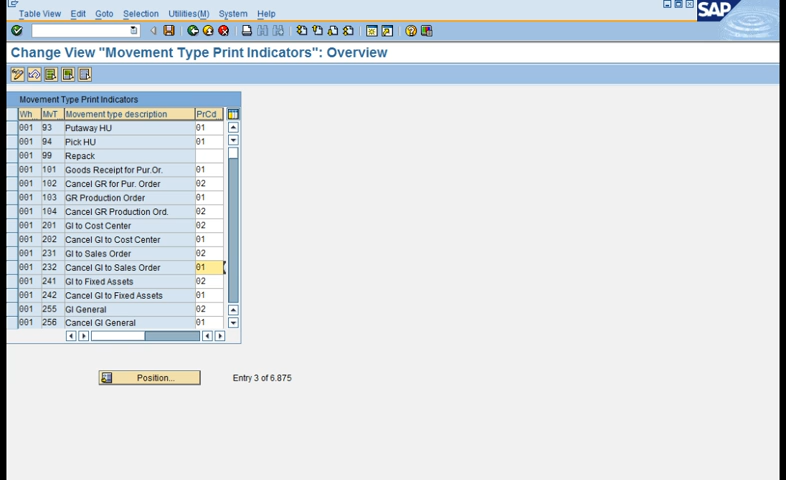 Table View Edit Goto Selection Utilities(M) System Help
SAP
Change View "Movement Type Print Indicators": Overview
Movement Type Print Indicators
Wh MvT Movement type description PrCd
001 93 Putaway HU 01
001 94 Pick HU 01
001 99 Repack
001 101 Goods Receipt for Pur.Or. 01
001 102 Cancel GR for Pur. Order 02
001 103 GR Production Order 01
001 104 Cancel GR Production Ord. 02
001 201 GI to Cost Center 02
001 202 Cancel GI to Cost Center 01
001 231 GI to Sales Order 02
001 232 Cancel GI to Sales Order 01
001 241 GI to Fixed Assets 02
001 242 Cancel GI to Fixed Assets 01
001 255 GI General 02
001 256 Cancel GI General 01
Position... Entry 3 of 6.875